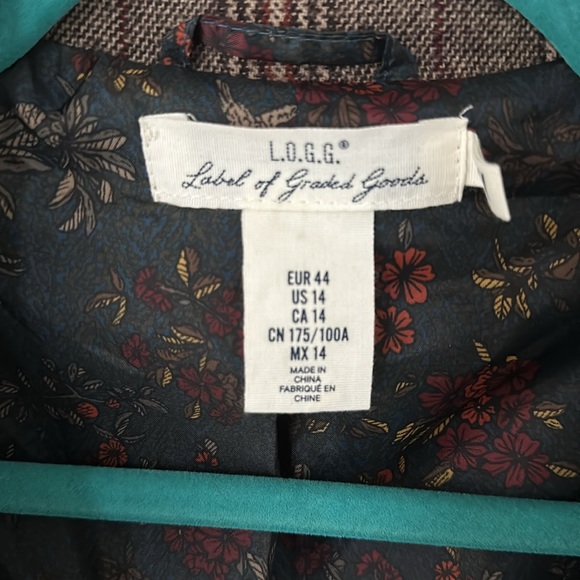 L.O.G.G.®
Label of Graded Goods
EUR 44
US 14
CA 14
CN 175/100A
MX 14
MADE IN
CHINA
FABRIQUÉ EN
CHINE